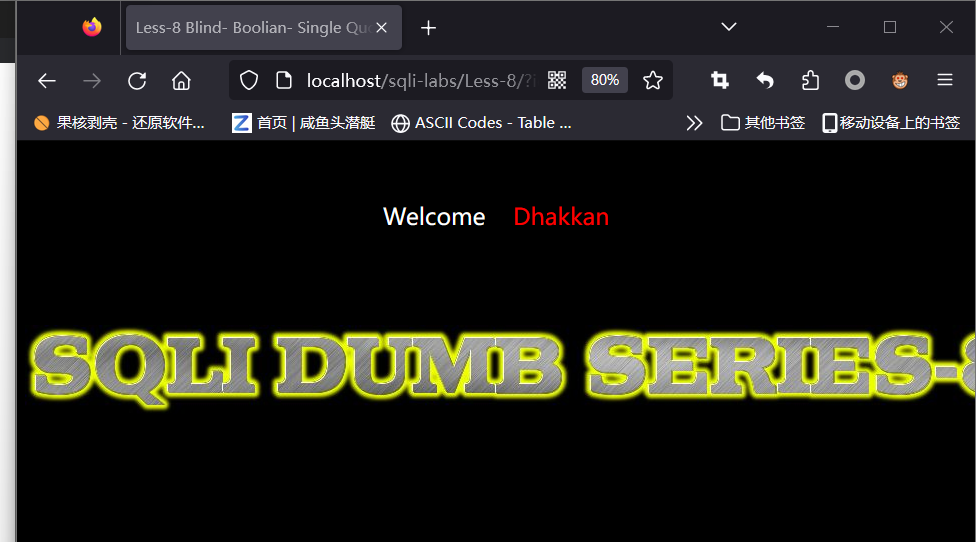 Less-8 Blind- Boolian- Single Quo
localhost/sqli-labs/Less-8/?i
80%
果核剥壳 - 还原软件...
首页 | 咸鱼头潜艇
ASCII Codes - Table ...
其他书签
移动设备上的书签
Welcome Dhakkan
SQLI DUMB SERIES-8